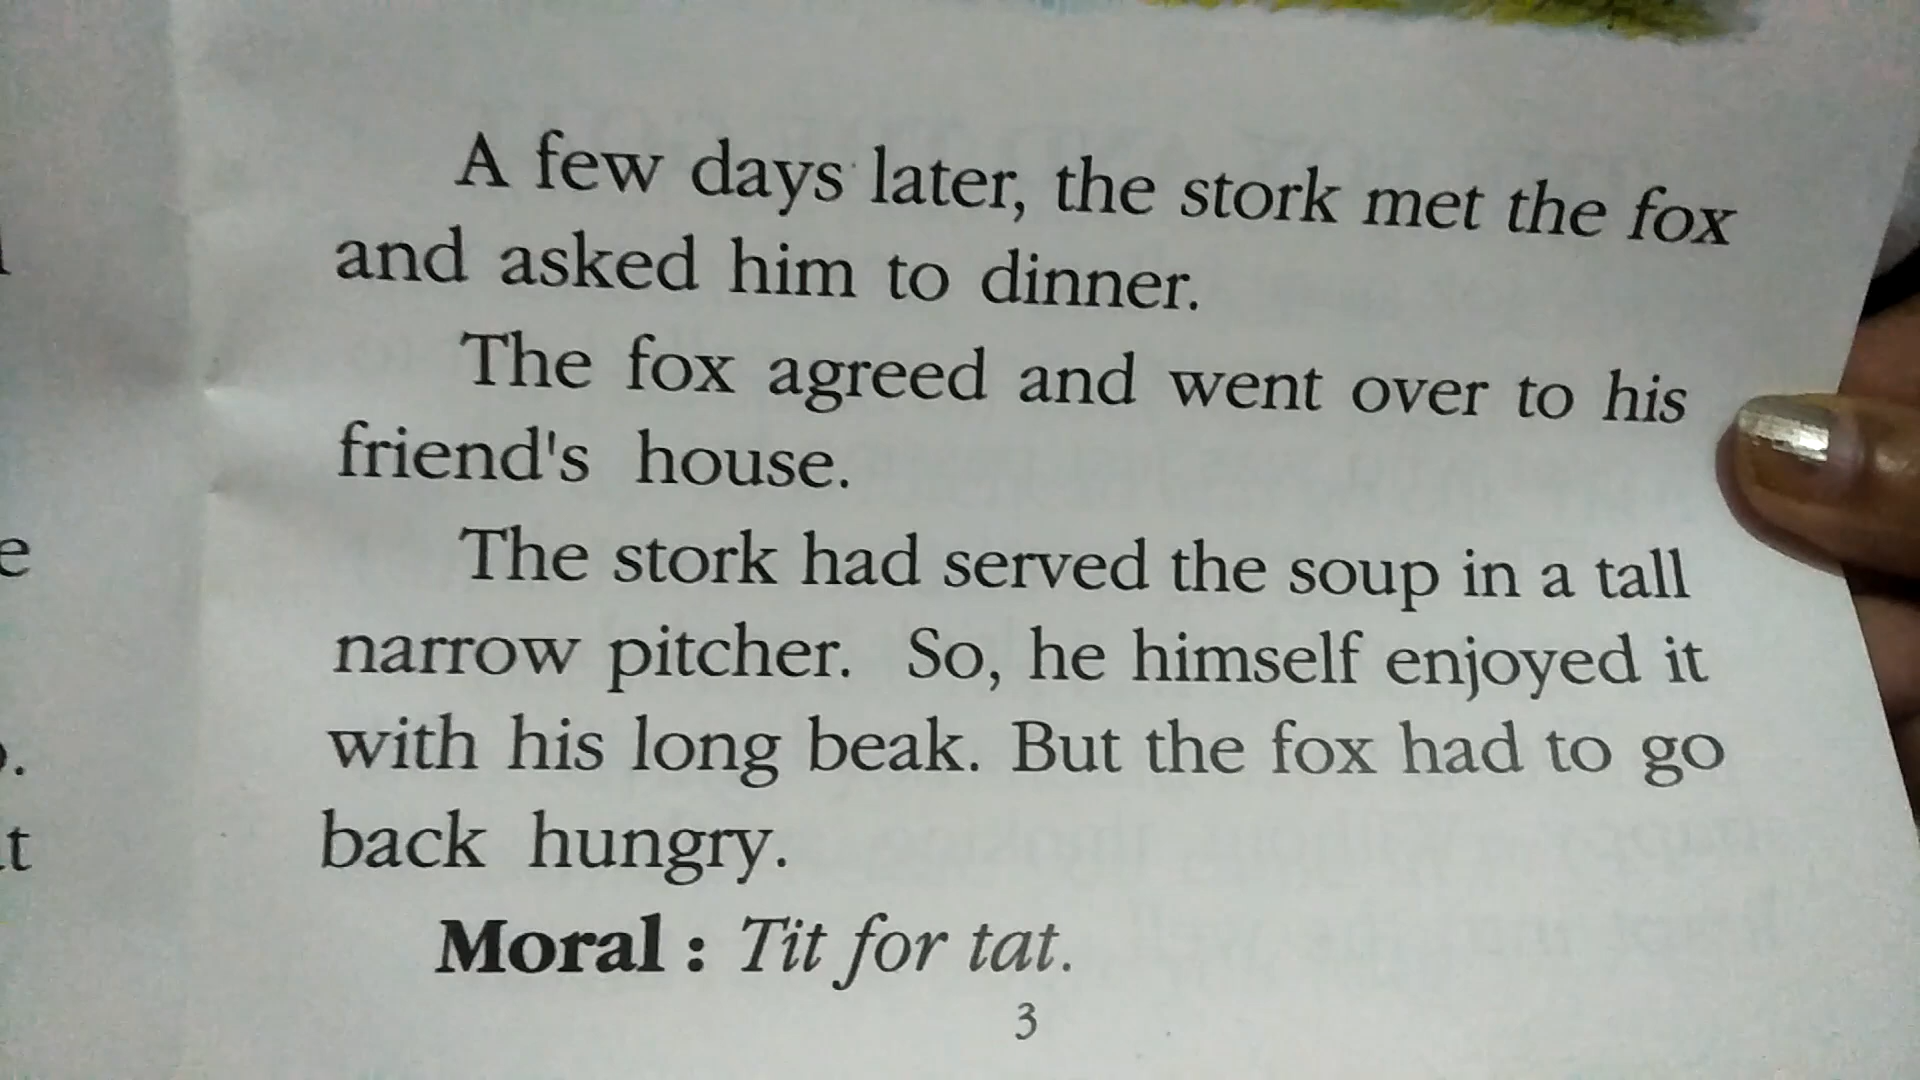 A few days later, the stork met the fox
and asked him to dinner.
The fox agreed and went over to his
friend's house.
The stork had served the soup in a tall
narrow pitcher. So, he himself enjoyed it
with his long beak. But the fox had to go
back hungry.
Moral : Tit for tat.
3